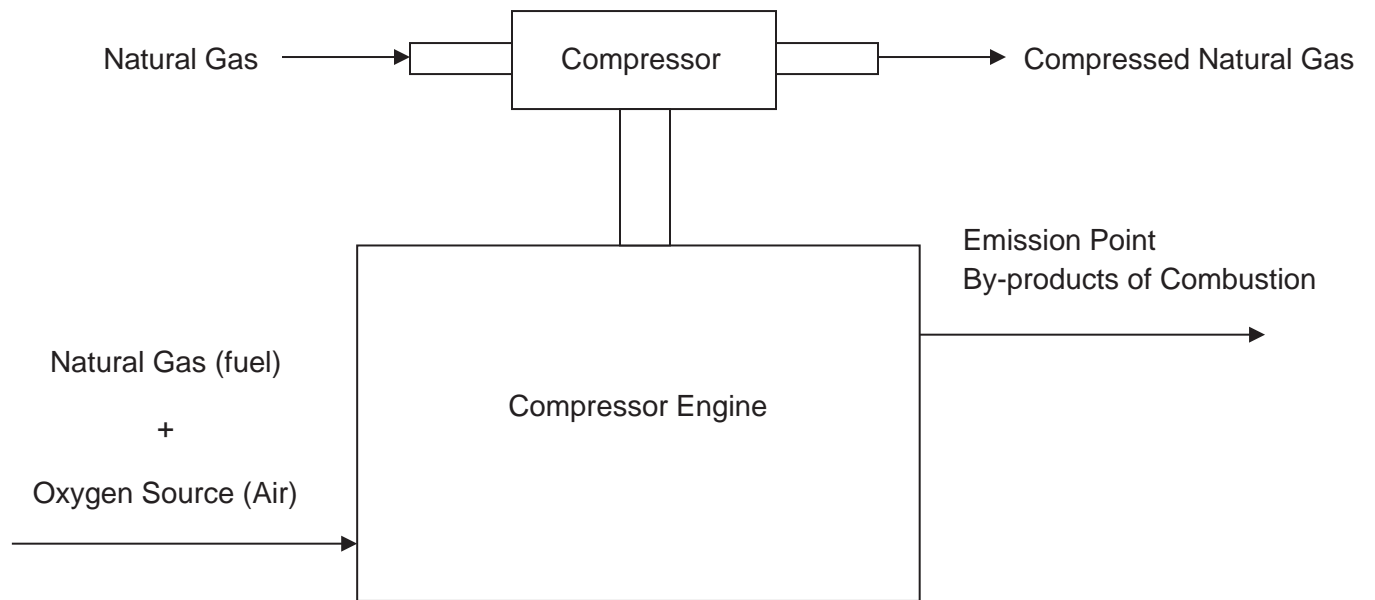 Natural Gas
Compressor
Compressed Natural Gas
Emission Point
By-products of Combustion
Natural Gas (fuel)
+
Oxygen Source (Air)
Compressor Engine